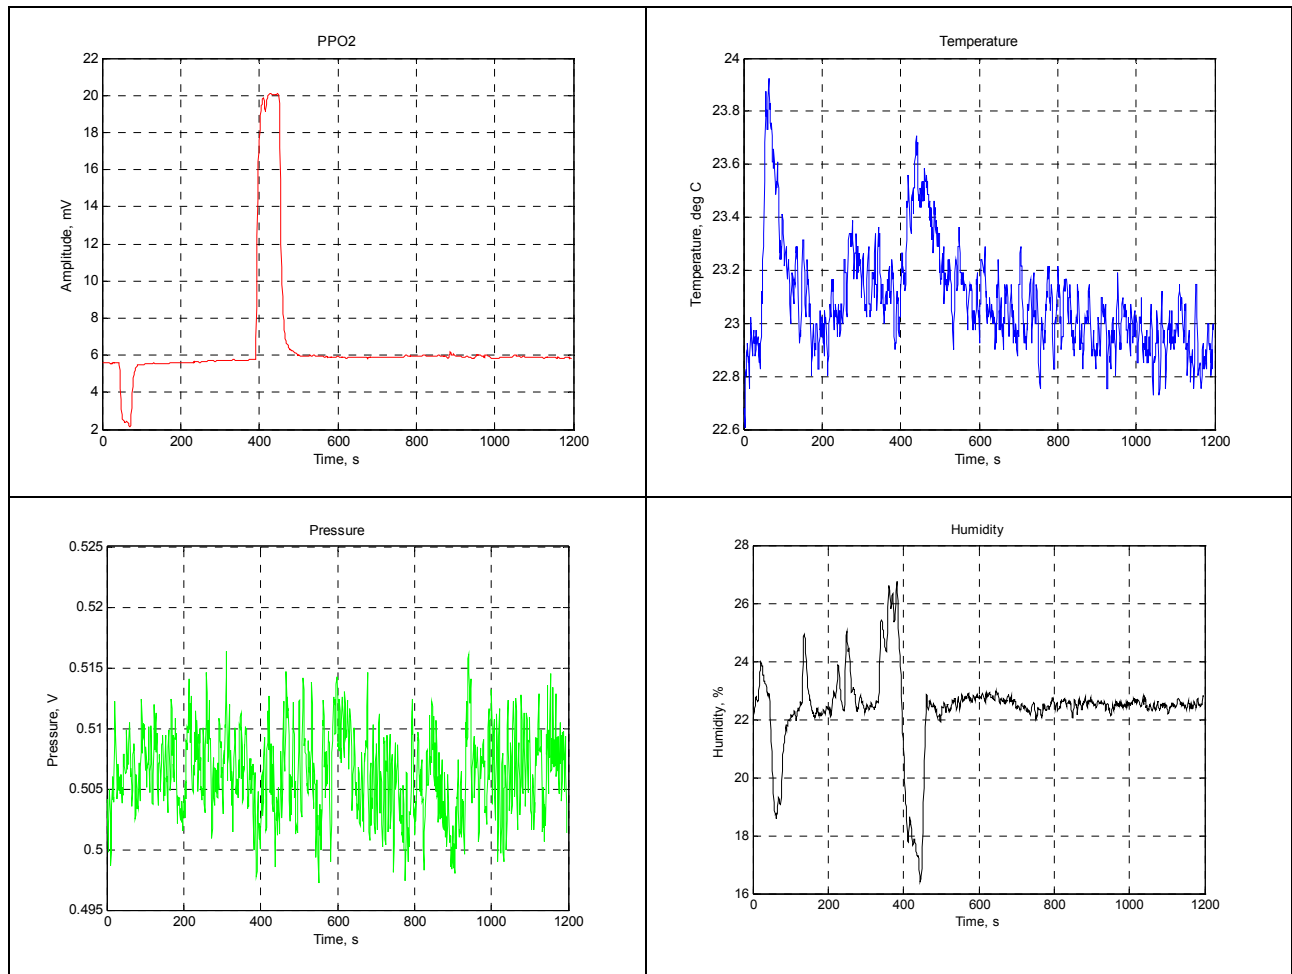 PPO2
22
20
18
16
14
12
10
8
6
4
2
0 200 400 600 800 1000 1200
Amplitude, mV
Time, s
Temperature
24
23.8
23.6
23.4
23.2
23
22.8
22.6
0 200 400 600 800 1000 1200
Temperature, deg C
Time, s
Pressure
0.525
0.52
0.515
0.51
0.505
0.5
0.495
0 200 400 600 800 1000 1200
Pressure, V
Time, s
Humidity
28
26
24
22
20
18
16
0 200 400 600 800 1000 1200
Humidity, %
Time, s